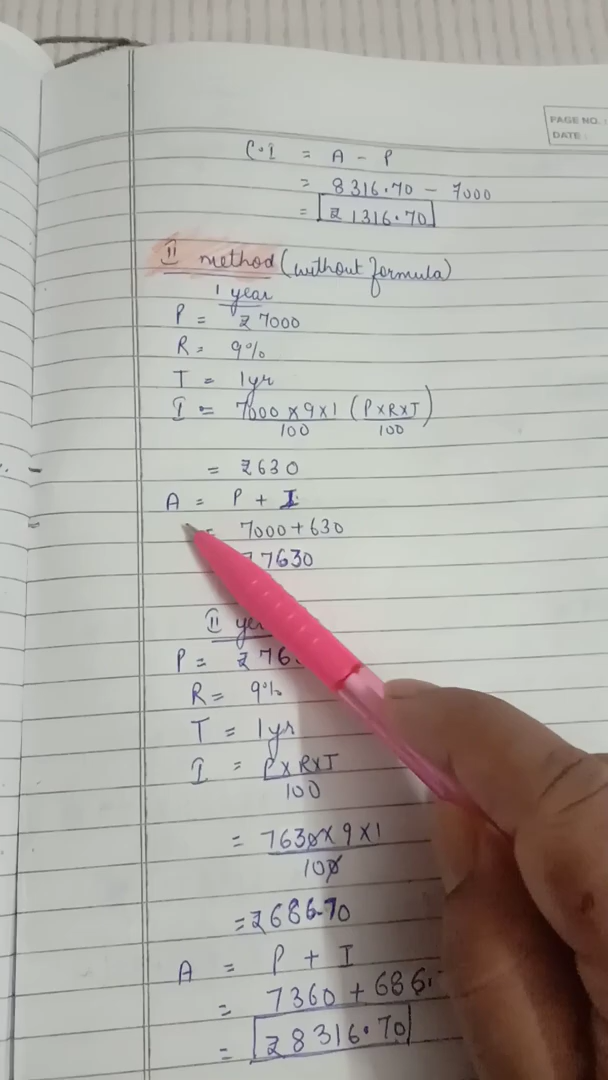 PAGE NO. :
DATE :
C.I = A - P
= 8316.70 - 7000
= ₹1316.70
II method (without formula)
1 year
P = ₹7000
R = 9%
T = 1yr
I = 7000 × 9 × 1 / 100 (P×R×T / 100)
= ₹630
A = P + I
= 7000 + 630
7630
II
P = ₹76
R = 9%
T = 1yr
I = P × R × T / 100
= 7630 × 9 × 1 / 100
= ₹686.70
A = P + I
= 7360 + 686.
= ₹8316.70